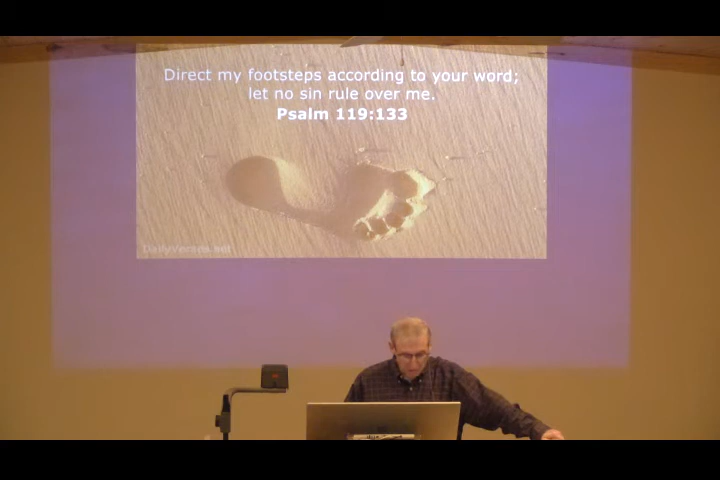 Direct my footsteps according to your word;
let no sin rule over me.
Psalm 119:133
DailyVerses.net